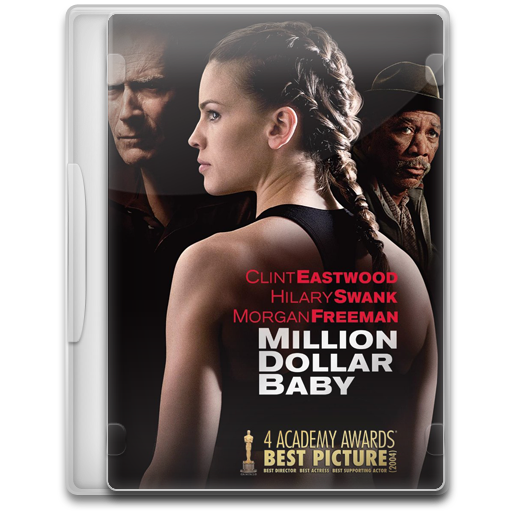 CLINT EASTWOOD
HILARY SWANK
MORGAN FREEMAN
MILLION
DOLLAR
BABY
4 ACADEMY AWARDS®
BEST PICTURE (2004)
BEST DIRECTOR BEST ACTRESS BEST SUPPORTING ACTOR